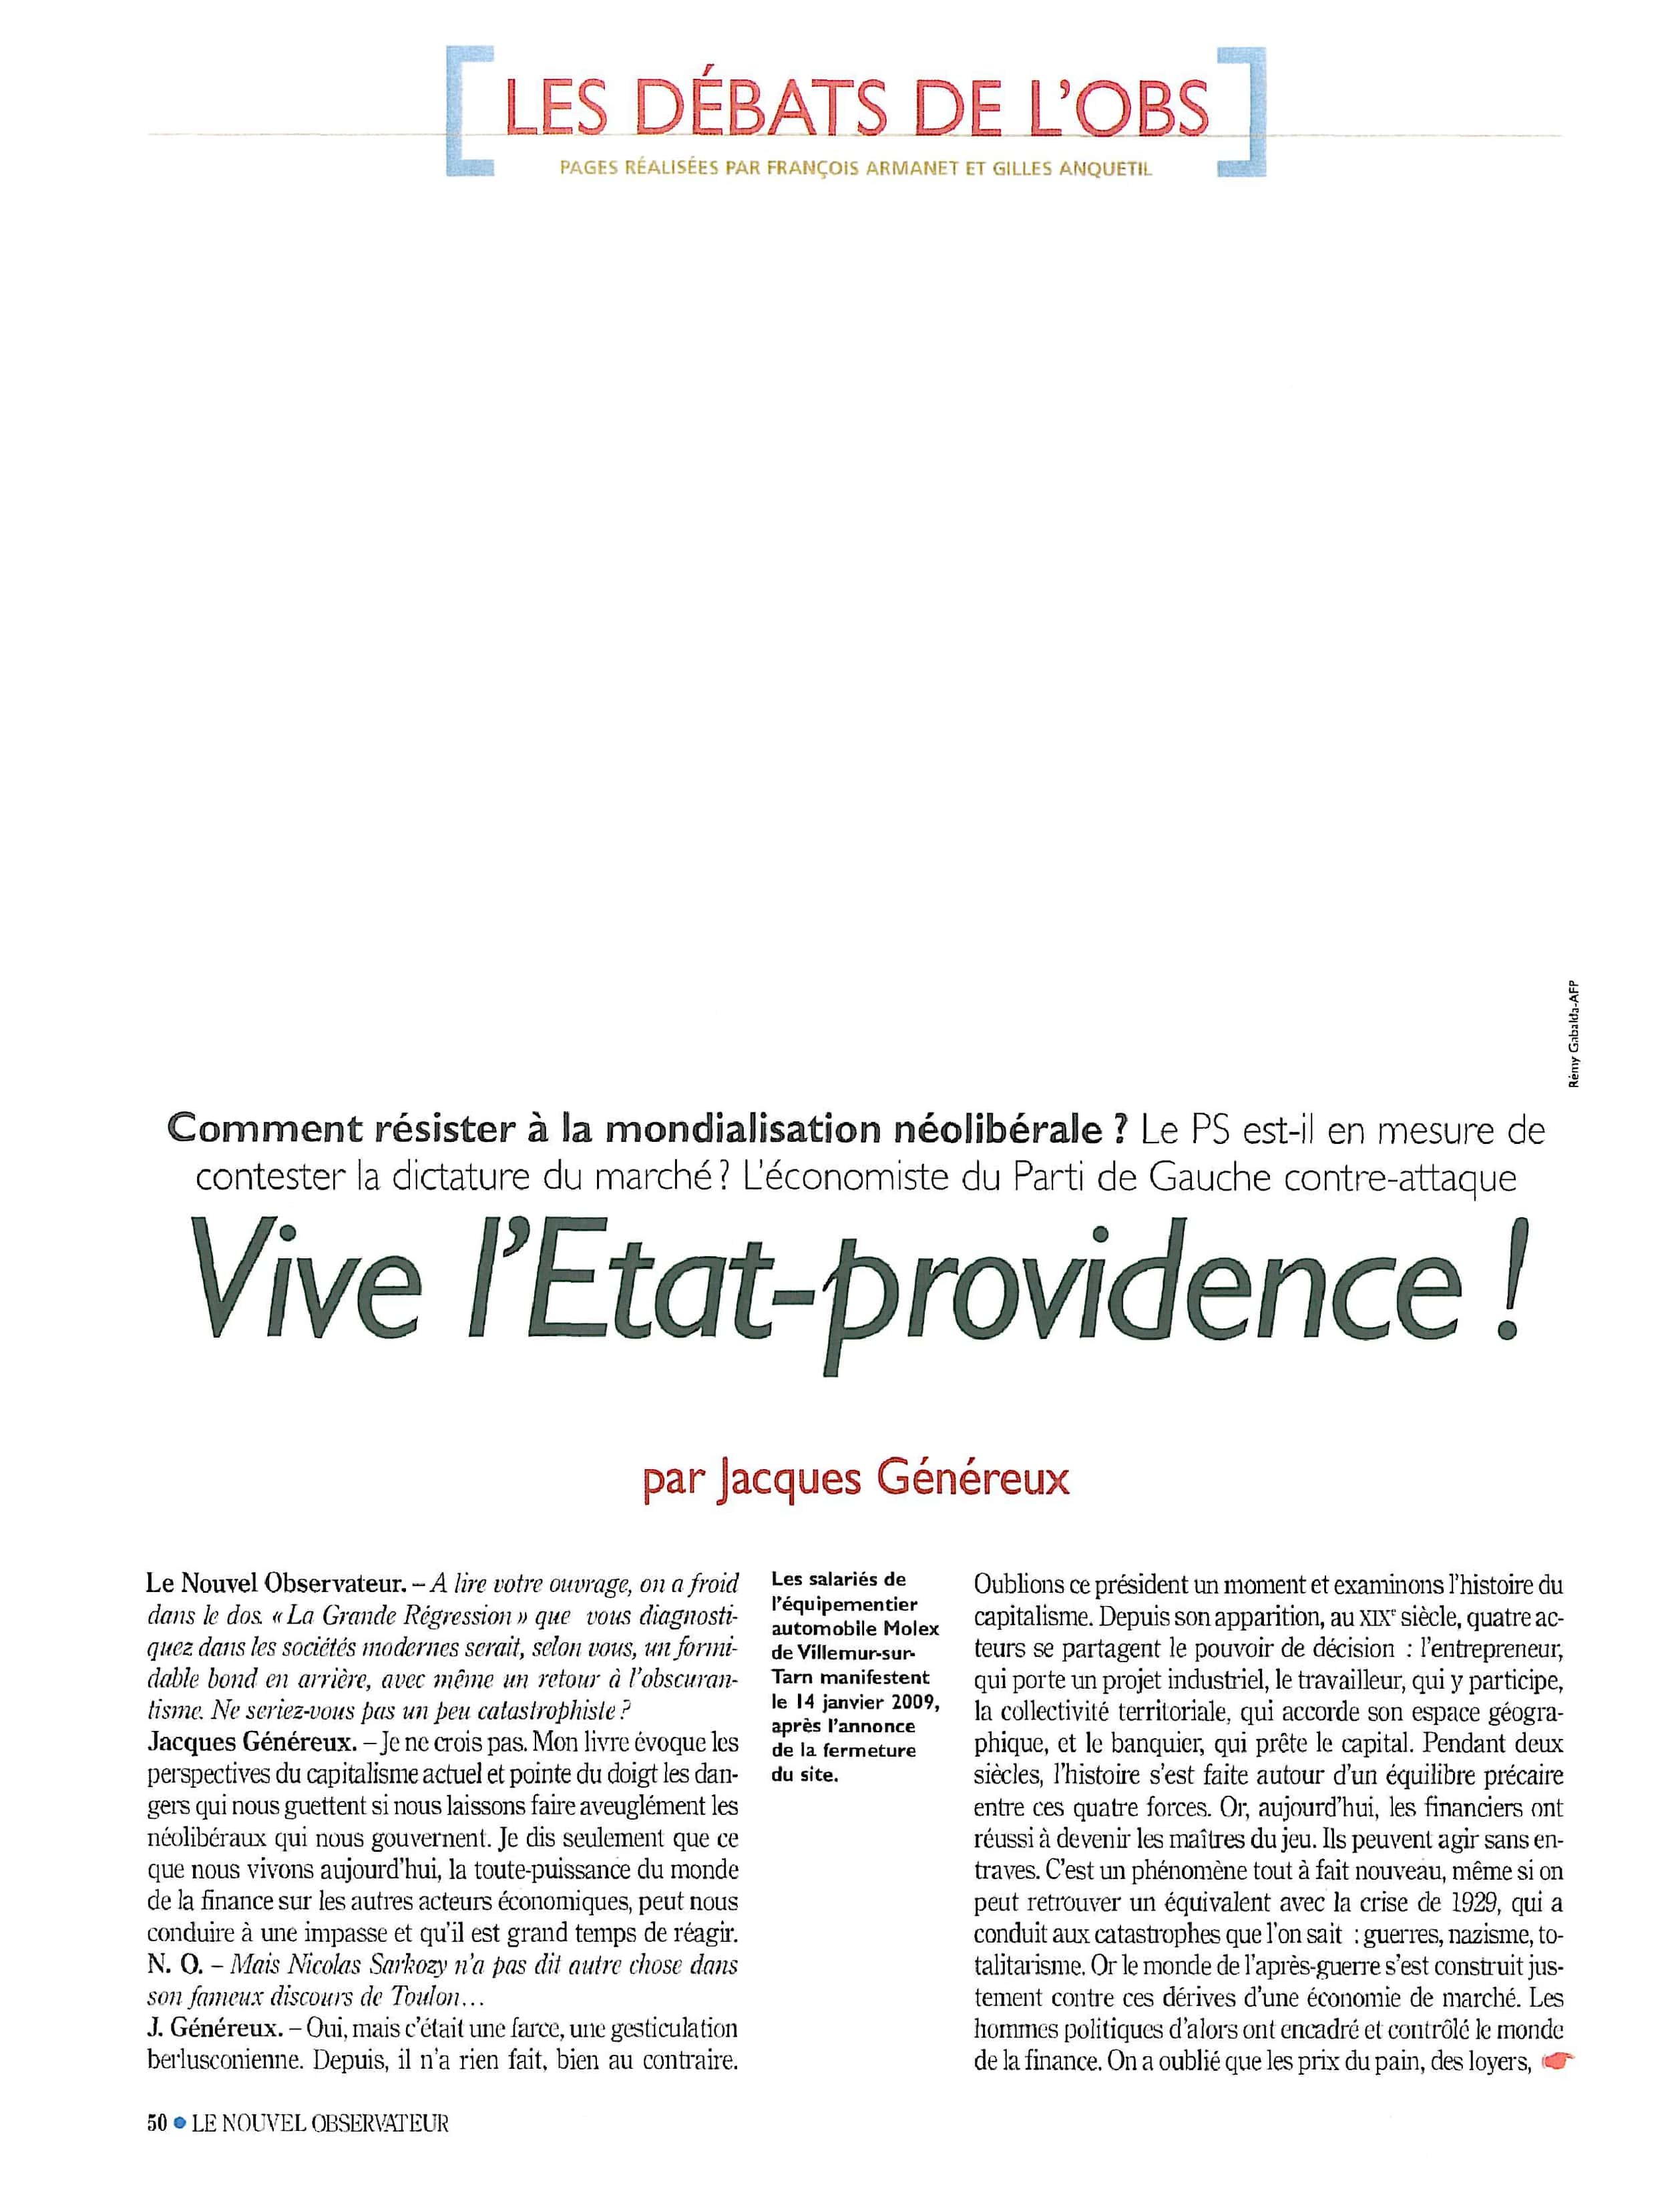 LES DÉBATS DE L'OBS
PAGES RÉALISÉES PAR FRANÇOIS ARMANET ET GILLES ANQUETIL
Rémy Gabalda-AFP
Comment résister à la mondialisation néolibérale ? Le PS est-il en mesure de
contester la dictature du marché ? L'économiste du Parti de Gauche contre-attaque
Vive l'Etat-providence !
par Jacques Généreux
Le Nouvel Observateur. – A lire votre ouvrage, on a froid
dans le dos. « La Grande Régression » que vous diagnosti-
quez dans les sociétés modernes serait, selon vous, un formi-
dable bond en arrière, avec même un retour à l'obscuran-
tisme. Ne seriez-vous pas un peu catastrophiste ?
Jacques Généreux. – Je ne crois pas. Mon livre évoque les
perspectives du capitalisme actuel et pointe du doigt les dan-
gers qui nous guettent si nous laissons faire aveuglément les
néolibéraux qui nous gouvernent. Je dis seulement que ce
que nous vivons aujourd'hui, la toute-puissance du monde
de la finance sur les autres acteurs économiques, peut nous
conduire à une impasse et qu'il est grand temps de réagir.
N. O. – Mais Nicolas Sarkozy n'a pas dit autre chose dans
son fameux discours de Toulon...
J. Généreux. – Oui, mais c'était une farce, une gesticulation
berlusconienne. Depuis, il n'a rien fait, bien au contraire.
Les salariés de
l'équipementier
automobile Molex
de Villemur-sur-
Tarn manifestent
le 14 janvier 2009,
après l'annonce
de la fermeture
du site.
Oublions ce président un moment et examinons l'histoire du
capitalisme. Depuis son apparition, au XIXe siècle, quatre ac-
teurs se partagent le pouvoir de décision : l'entrepreneur,
qui porte un projet industriel, le travailleur, qui y participe,
la collectivité territoriale, qui accorde son espace géogra-
phique, et le banquier, qui prête le capital. Pendant deux
siècles, l'histoire s'est faite autour d'un équilibre précaire
entre ces quatre forces. Or, aujourd'hui, les financiers ont
réussi à devenir les maîtres du jeu. Ils peuvent agir sans en-
traves. C'est un phénomène tout à fait nouveau, même si on
peut retrouver un équivalent avec la crise de 1929, qui a
conduit aux catastrophes que l'on sait : guerres, nazisme, to-
talitarisme. Or le monde de l'après-guerre s'est construit jus-
tement contre ces dérives d'une économie de marché. Les
hommes politiques d'alors ont encadré et contrôlé le monde
de la finance. On a oublié que les prix du pain, des loyers,
50 • LE NOUVEL OBSERVATEUR